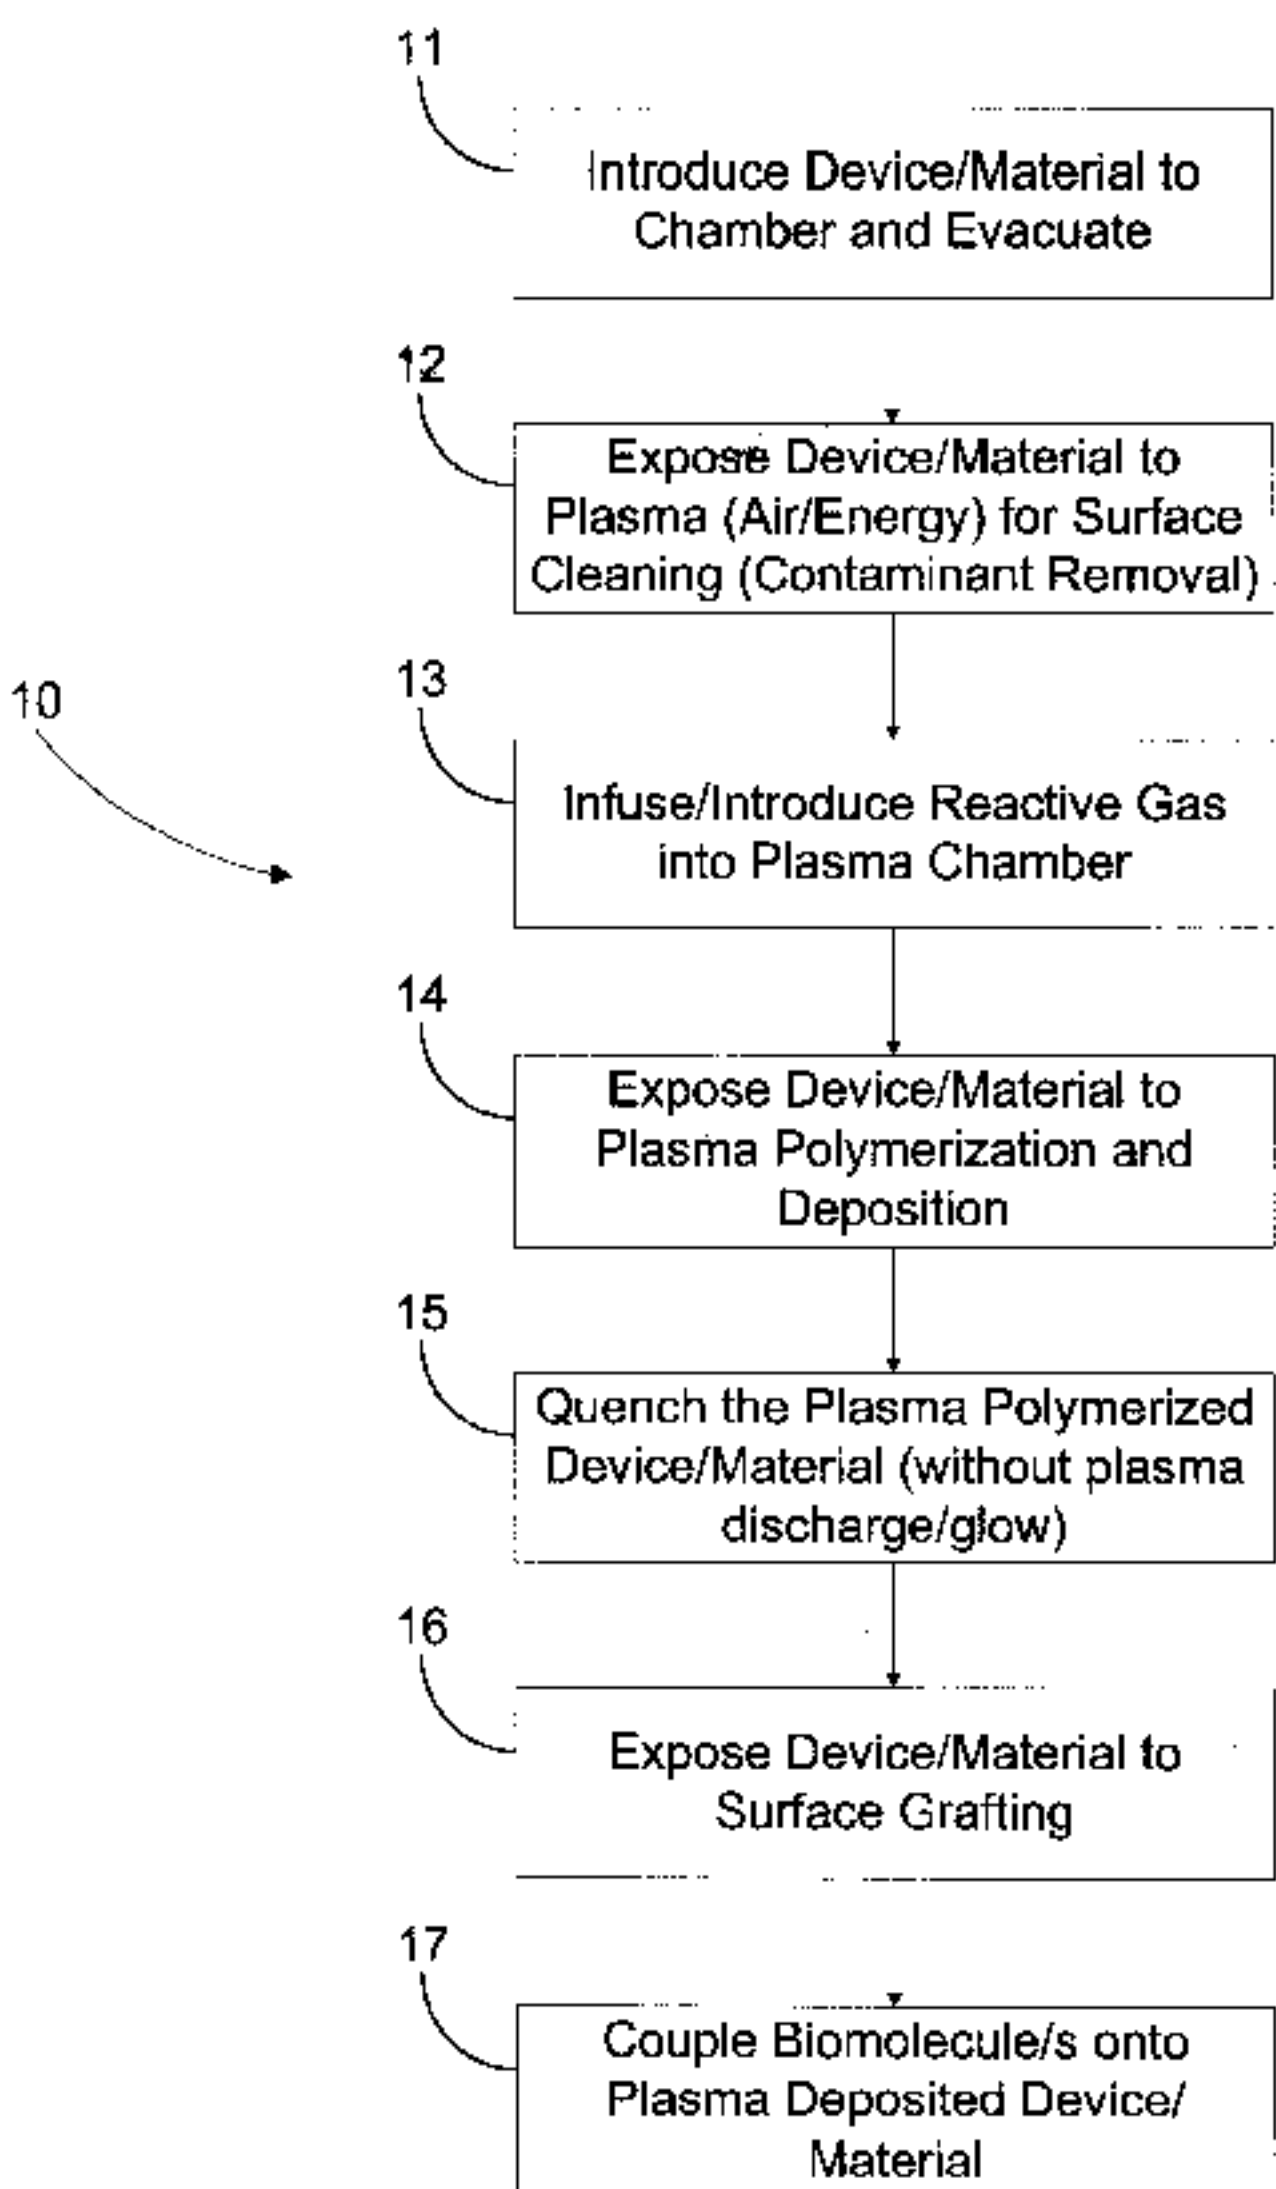 11
Introduce Device/Material to
Chamber and Evacuate
12
Expose Device/Material to
Plasma (Air/Energy) for Surface
Cleaning (Contaminant Removal)
10
13
Infuse/Introduce Reactive Gas
into Plasma Chamber
14
Expose Device/Material to
Plasma Polymerization and
Deposition
15
Quench the Plasma Polymerized
Device/Material (without plasma
discharge/glow)
16
Expose Device/Material to
Surface Grafting
17
Couple Biomolecule/s onto
Plasma Deposited Device/
Material